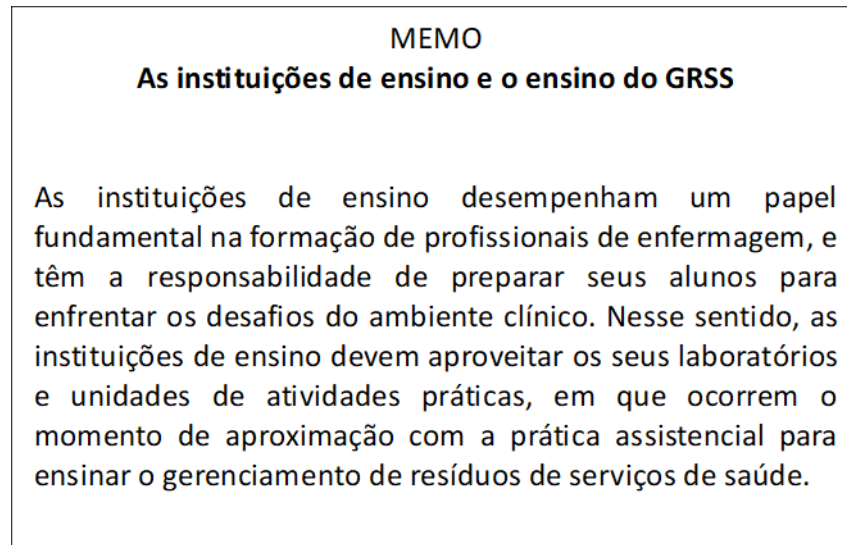 MEMO
As instituições de ensino e o ensino do GRSS
As instituições de ensino desempenham um papel
fundamental na formação de profissionais de enfermagem, e
têm a responsabilidade de preparar seus alunos para
enfrentar os desafios do ambiente clínico. Nesse sentido, as
instituições de ensino devem aproveitar os seus laboratórios
e unidades de atividades práticas, em que ocorrem o
momento de aproximação com a prática assistencial para
ensinar o gerenciamento de resíduos de serviços de saúde.